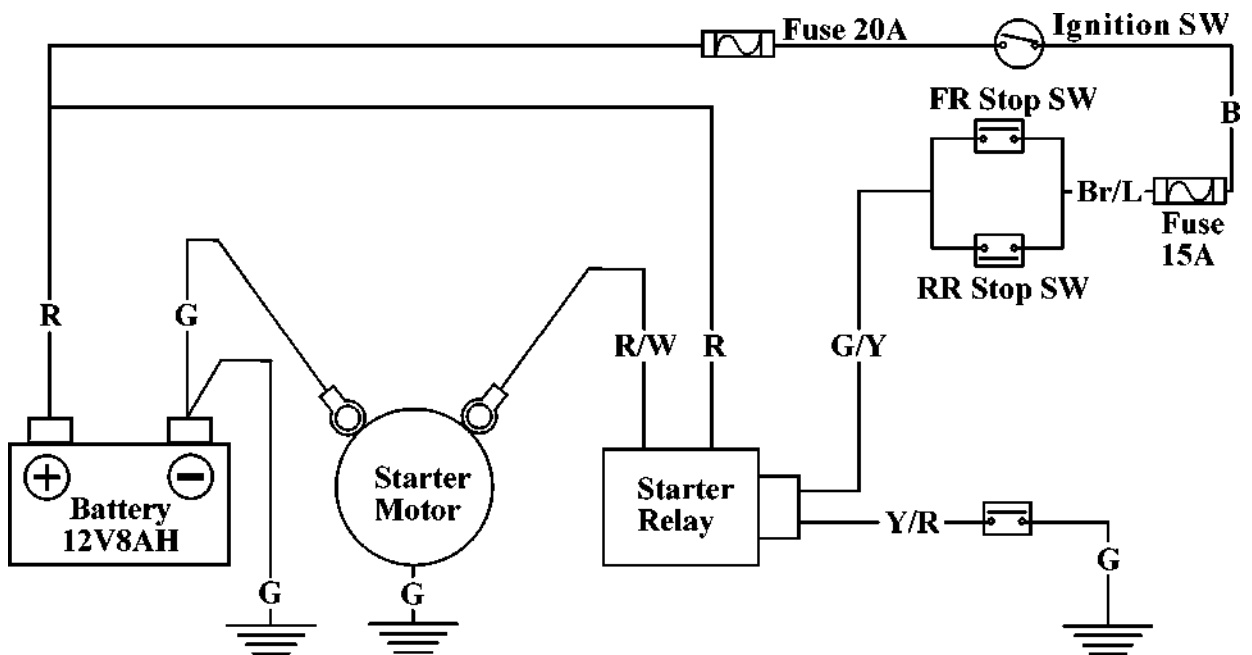 Fuse 20A
Ignition SW
FR Stop SW
B
Br/L
Fuse
15A
RR Stop SW
R
G
R/W
R
G/Y
Starter
Motor
Starter
Relay
+
−
Battery
12V8AH
Y/R
G
G
G